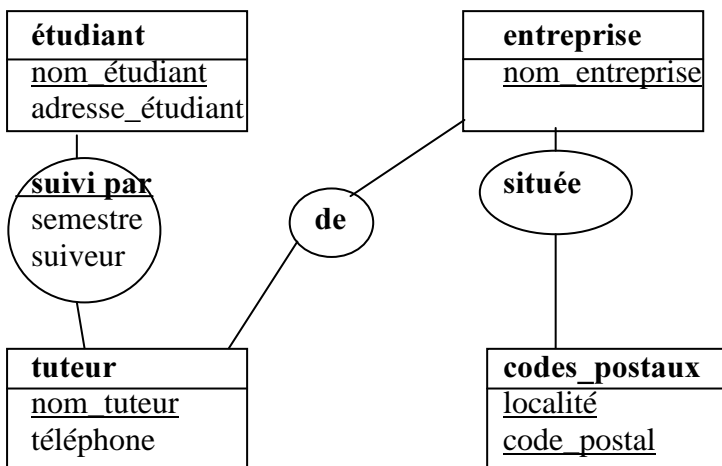 étudiant
nom_étudiant
adresse_étudiant
entreprise
nom_entreprise
suivi par
semestre
suiveur
de
située
tuteur
nom_tuteur
téléphone
codes_postaux
localité
code_postal